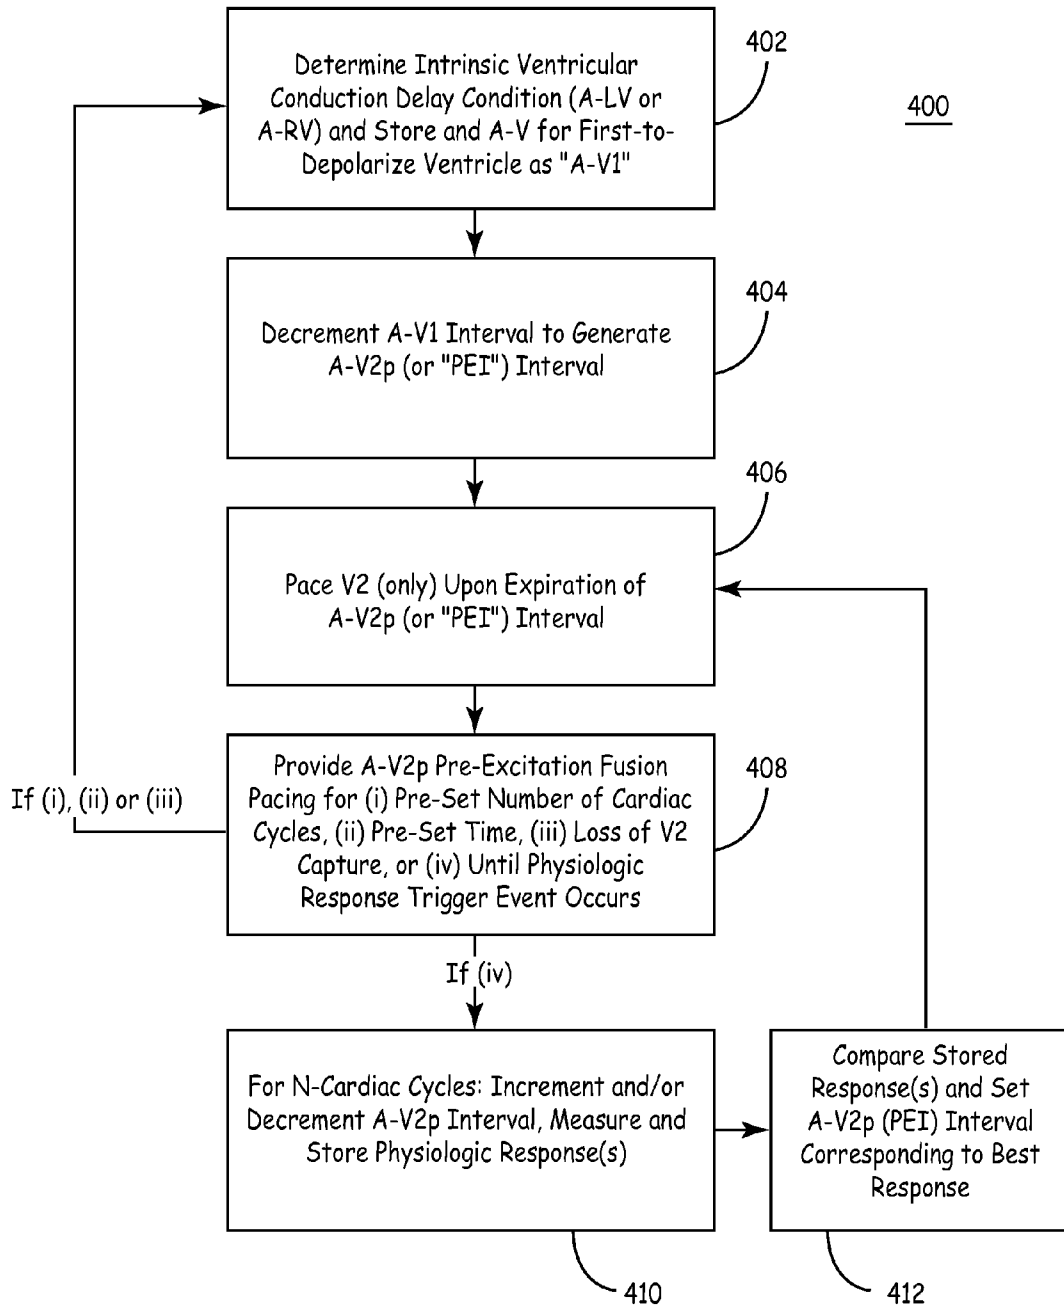 402
400
Determine Intrinsic Ventricular
Conduction Delay Condition (A-LV or
A-RV) and Store and A-V for First-to-
Depolarize Ventricle as "A-V1"
404
Decrement A-V1 Interval to Generate
A-V2p (or "PEI") Interval
406
Pace V2 (only) Upon Expiration of
A-V2p (or "PEI") Interval
408
Provide A-V2p Pre-Excitation Fusion
Pacing for (i) Pre-Set Number of Cardiac
Cycles, (ii) Pre-Set Time, (iii) Loss of V2
Capture, or (iv) Until Physiologic
Response Trigger Event Occurs
If (i), (ii) or (iii)
If (iv)
For N-Cardiac Cycles: Increment and/or
Decrement A-V2p Interval, Measure and
Store Physiologic Response(s)
Compare Stored
Response(s) and Set
A-V2p (PEI) Interval
Corresponding to Best
Response
410
412